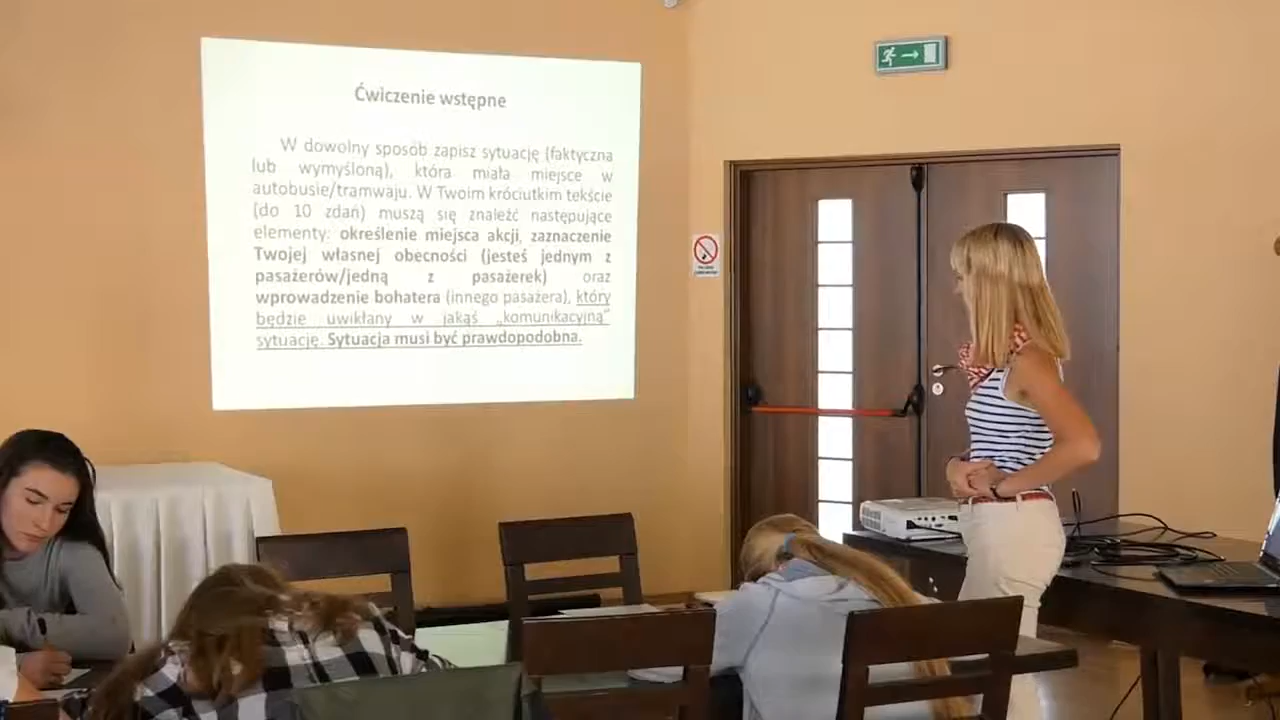 Ćwiczenie wstępne
W dowolny sposób zapisz sytuację (faktyczna
lub wymyśloną), która miała miejsce w
autobusie/tramwaju. W Twoim króciutkim tekście
(do 10 zdań) muszą się znaleźć następujące
elementy: określenie miejsca akcji, zaznaczenie
Twojej własnej obecności (jesteś jednym z
pasażerów/jedną z pasażerek) oraz
wprowadzenie bohatera (innego pasażera), który
będzie uwikłany w jakąś „komunikacyjną"
sytuację. Sytuacja musi być prawdopodobna.